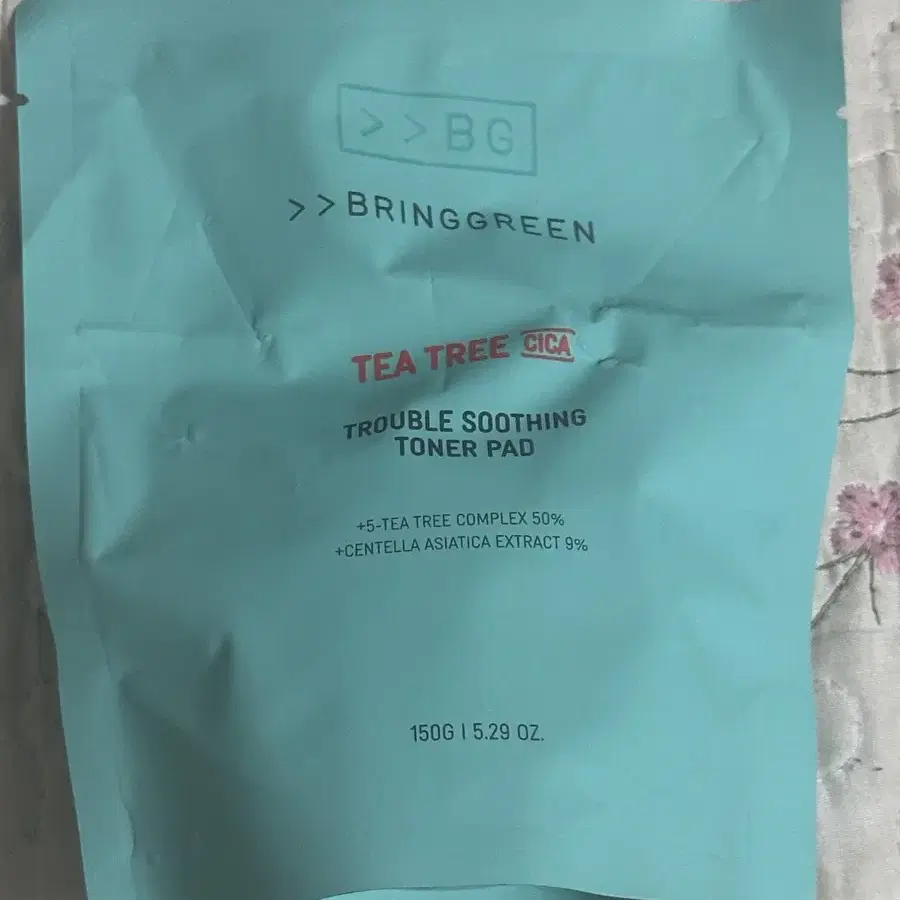 >>BG
>>BRINGGREEN
TEA TREE CICA
TROUBLE SOOTHING
TONER PAD
+5-TEA TREE COMPLEX 50%
+CENTELLA ASIATICA EXTRACT 9%
150G | 5.29 OZ.